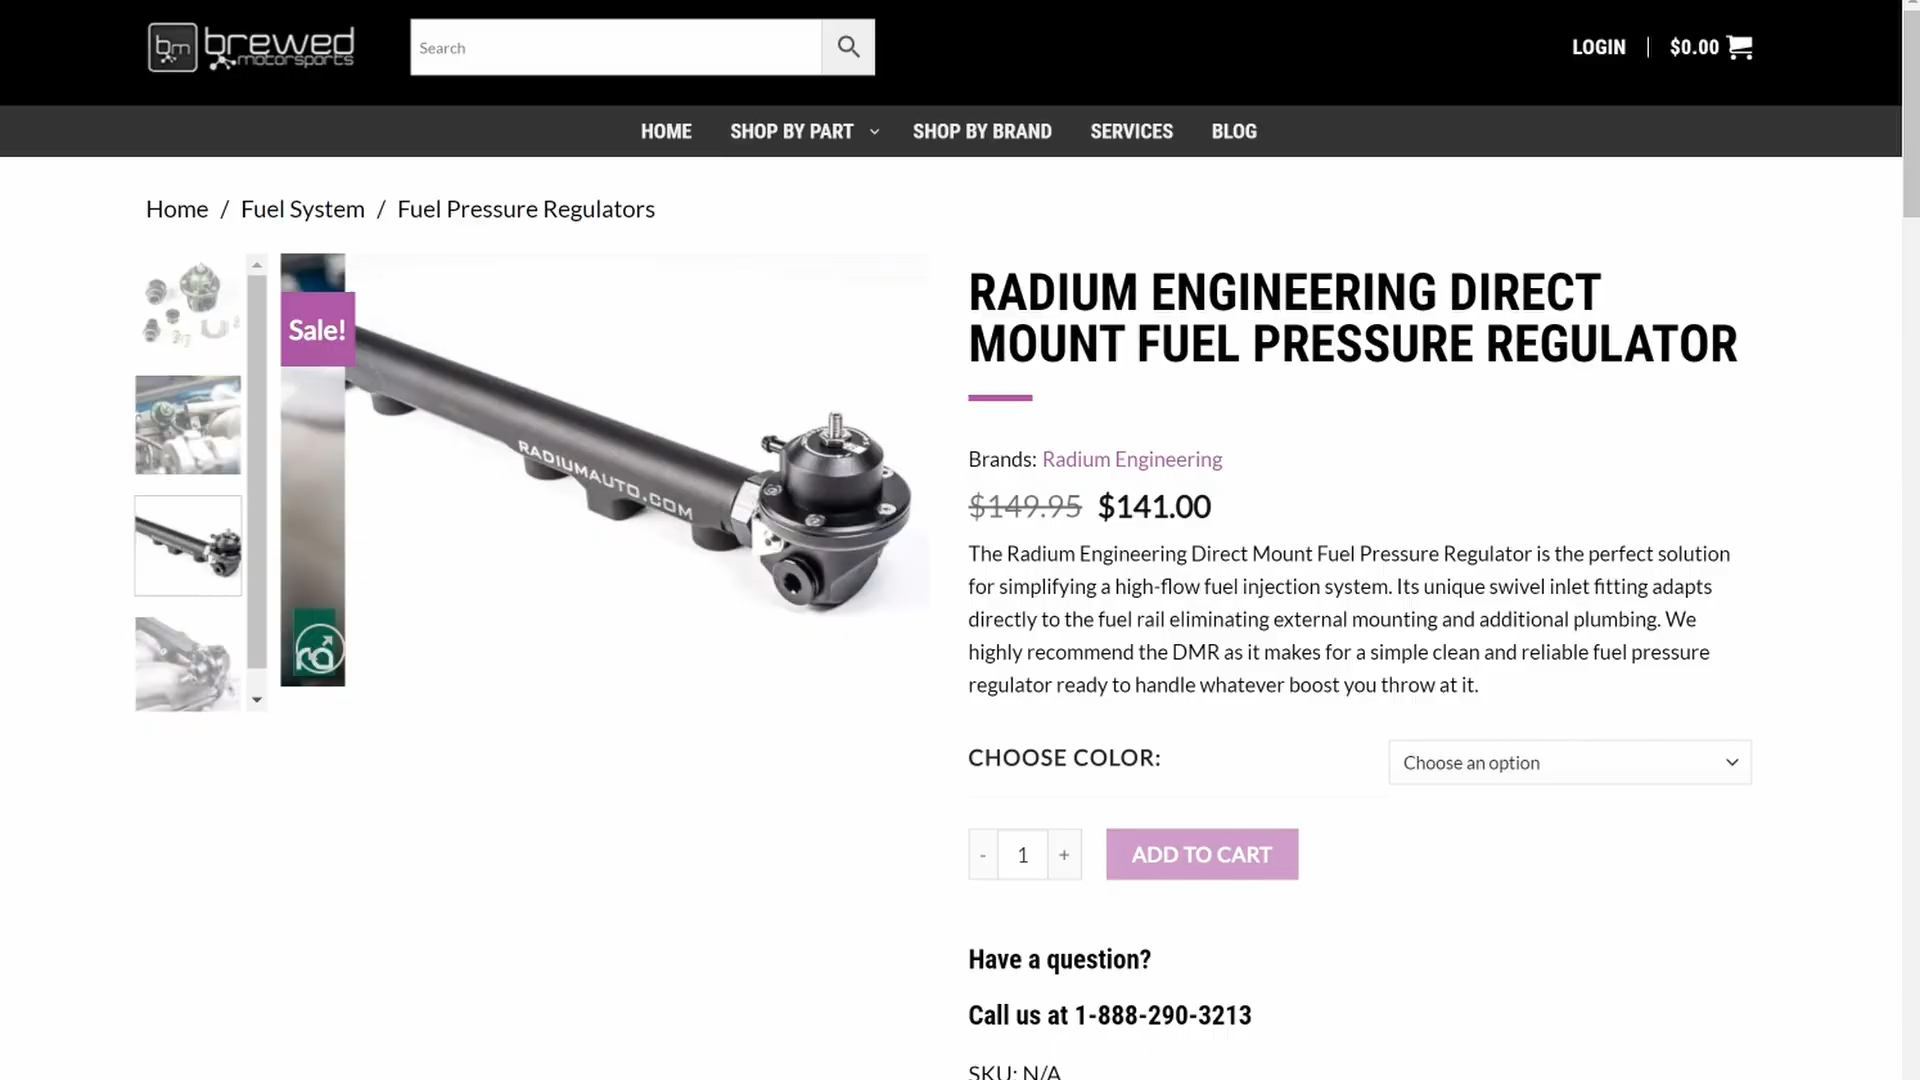 bm brewed motorsports
Search
LOGIN
$0.00
HOME
SHOP BY PART
SHOP BY BRAND
SERVICES
BLOG
Home / Fuel System / Fuel Pressure Regulators
Sale!
RADIUMAUTO.COM
ra
RADIUM ENGINEERING DIRECT
MOUNT FUEL PRESSURE REGULATOR
Brands: Radium Engineering
$149.95 $141.00
The Radium Engineering Direct Mount Fuel Pressure Regulator is the perfect solution
for simplifying a high-flow fuel injection system. Its unique swivel inlet fitting adapts
directly to the fuel rail eliminating external mounting and additional plumbing. We
highly recommend the DMR as it makes for a simple clean and reliable fuel pressure
regulator ready to handle whatever boost you throw at it.
CHOOSE COLOR:
Choose an option
- 1 +
ADD TO CART
Have a question?
Call us at 1-888-290-3213
SKU: N/A